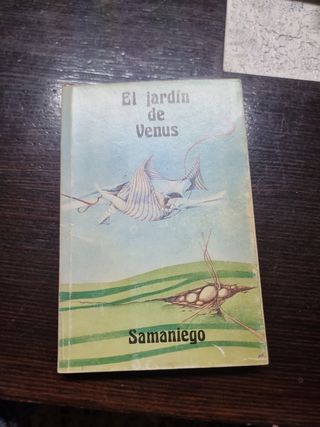 El jardín
de
Venus
Samaniego